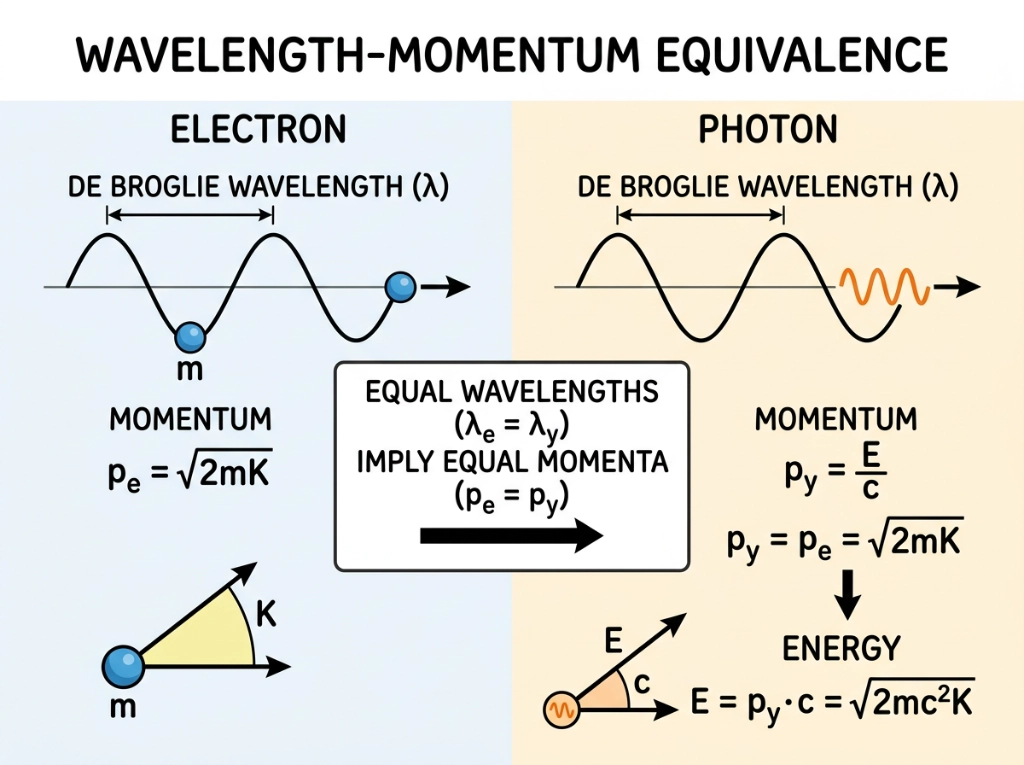 WAVELENGTH-MOMENTUM EQUIVALENCE
ELECTRON
DE BROGLIE WAVELENGTH (λ)
m
MOMENTUM
pₑ = √2mK
K
m
EQUAL WAVELENGTHS
(λₑ = λy)
IMPLY EQUAL MOMENTA
(pₑ = py)
PHOTON
DE BROGLIE WAVELENGTH (λ)
MOMENTUM
py = E/c
py = pₑ = √2mK
ENERGY
E
c
E = py·c = √2mc²K